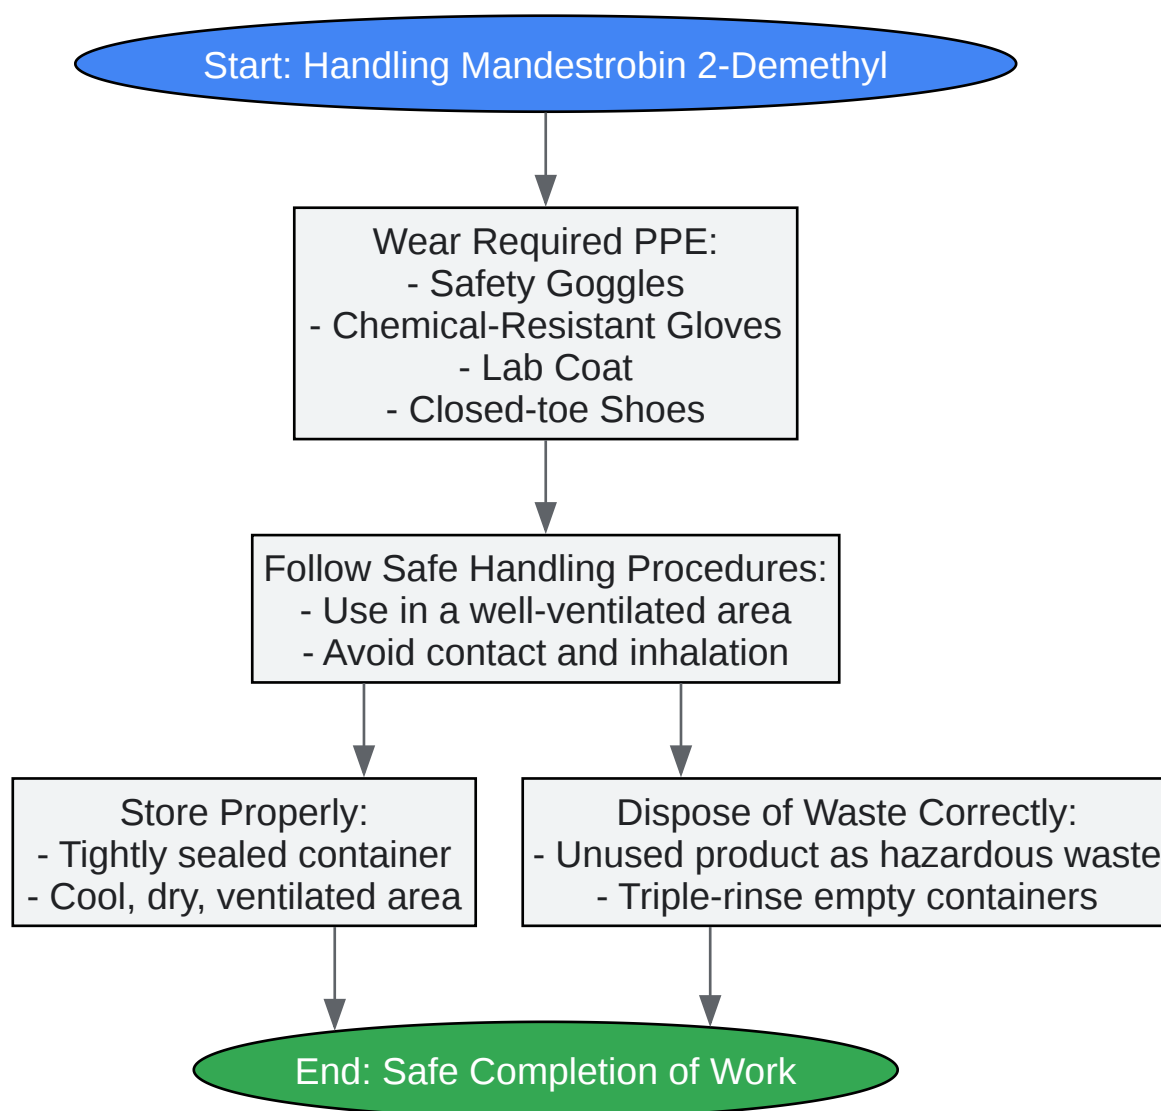 Start: Handling Mandestrobin 2-Demethyl
Wear Required PPE:
- Safety Goggles
- Chemical-Resistant Gloves
- Lab Coat
- Closed-toe Shoes
Follow Safe Handling Procedures:
- Use in a well-ventilated area
- Avoid contact and inhalation
Store Properly:
- Tightly sealed container
- Cool, dry, ventilated area
Dispose of Waste Correctly:
- Unused product as hazardous waste
- Triple-rinse empty containers
End: Safe Completion of Work